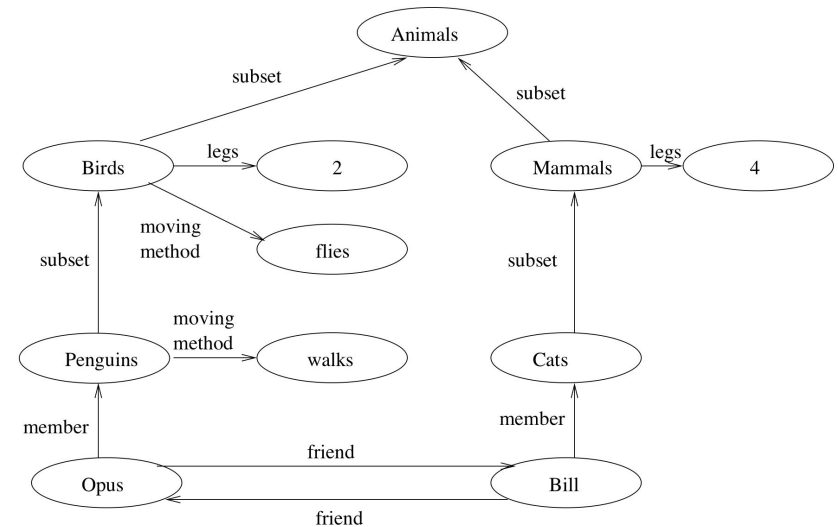 Animals
subset
subset
Birds
legs
2
Mammals
legs
4
moving
method
flies
subset
subset
moving
method
Penguins
walks
Cats
member
member
friend
Opus
Bill
friend